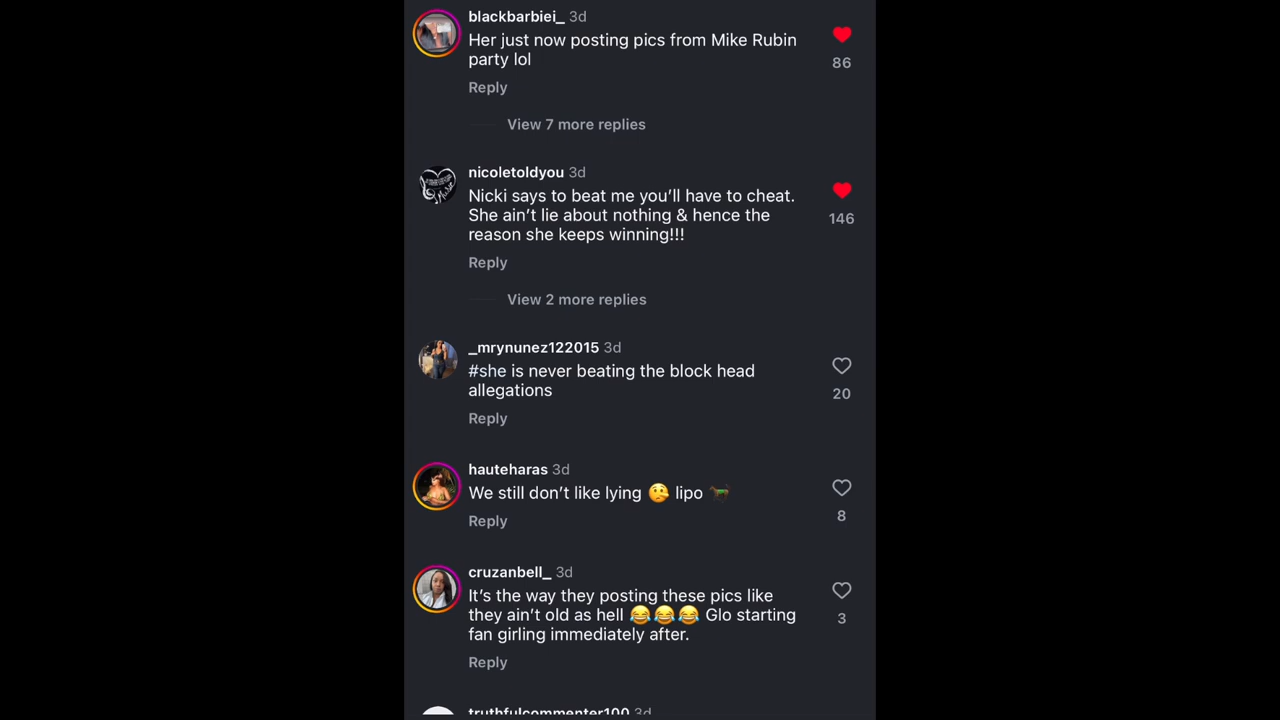 blackbarbiei_ 3d
Her just now posting pics from Mike Rubin
party lol
86
Reply
View 7 more replies
nicoletoldyou 3d
Nicki says to beat me you’ll have to cheat.
She ain’t lie about nothing & hence the
reason she keeps winning!!!
146
Reply
View 2 more replies
_mrynunez122015 3d
#she is never beating the block head
allegations
20
Reply
hauteharas 3d
We still don’t like lying 🤥 lipo 🐈‍⬛
8
Reply
cruzanbell_ 3d
It’s the way they posting these pics like
they ain’t old as hell 😂😂😂 Glo starting
fan girling immediately after.
3
Reply
truthfulcommenter100 3d